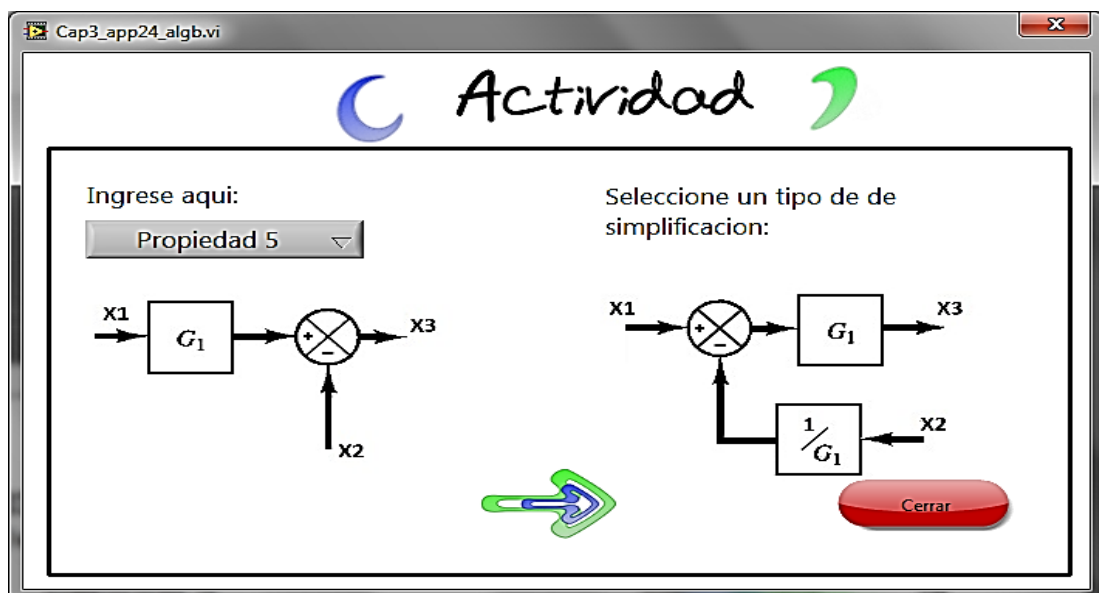 Cap3_app24_algb.vi
x
Actividad
Ingrese aqui:
Propiedad 5
Seleccione un tipo de de
simplificacion:
X1
G₁
+
−
X3
X2
X1
+
−
G₁
X3
1/G₁
X2
Cerrar